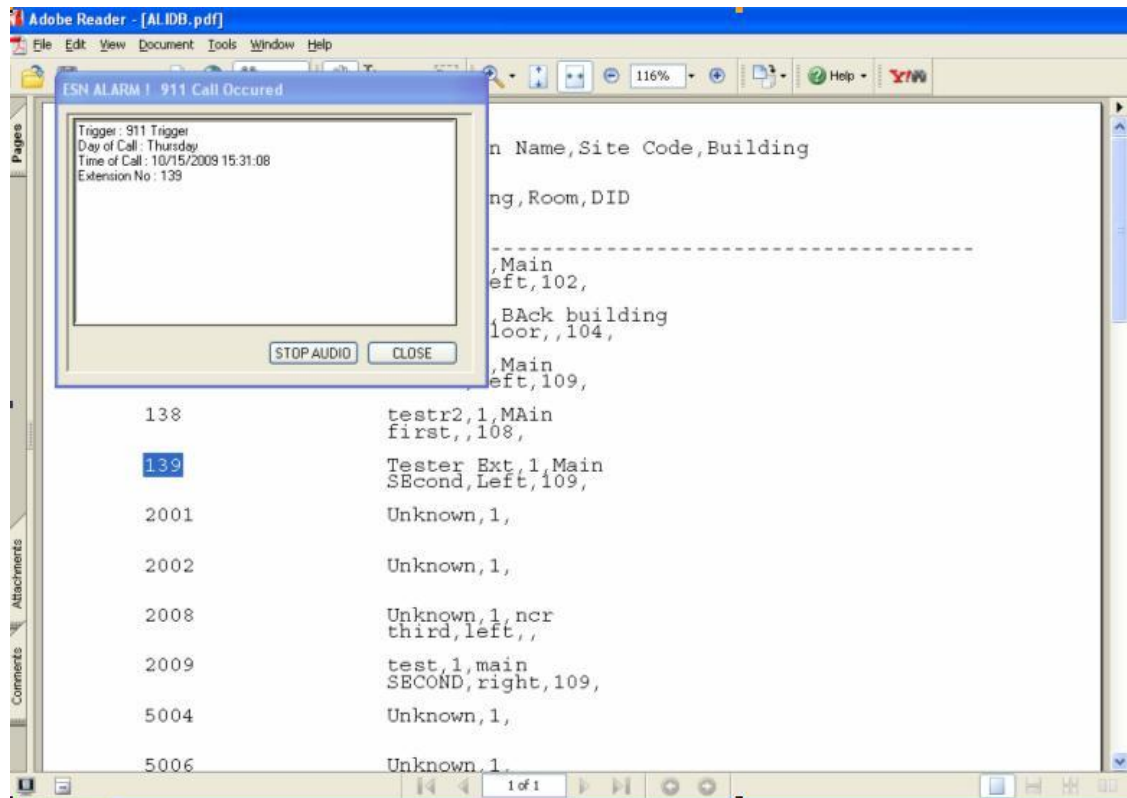 Adobe Reader - [ALIDB.pdf]
File Edit View Document Tools Window Help
116% Help
ESN ALARM ! 911 Call Occured
Trigger : 911 Trigger
Day of Call : Thursday
Time of Call : 10/15/2009 15:31:08
Extension No : 139
STOP AUDIO CLOSE
Pages
Attachments
Comments
n Name,Site Code,Building
ng,Room,DID
----------------------------------------
,Main
eft,102,
,BAck building
loor,,104,
,Main
eft,109,
138 testr2,1,MAin
first,,108,
139 Tester Ext,1,Main
SEcond,Left,109,
2001 Unknown,1,
2002 Unknown,1,
2008 Unknown,1,ncr
third,left,,
2009 test,1,main
SECOND,right,109,
5004 Unknown,1,
5006 Unknown,1,
1 of 1